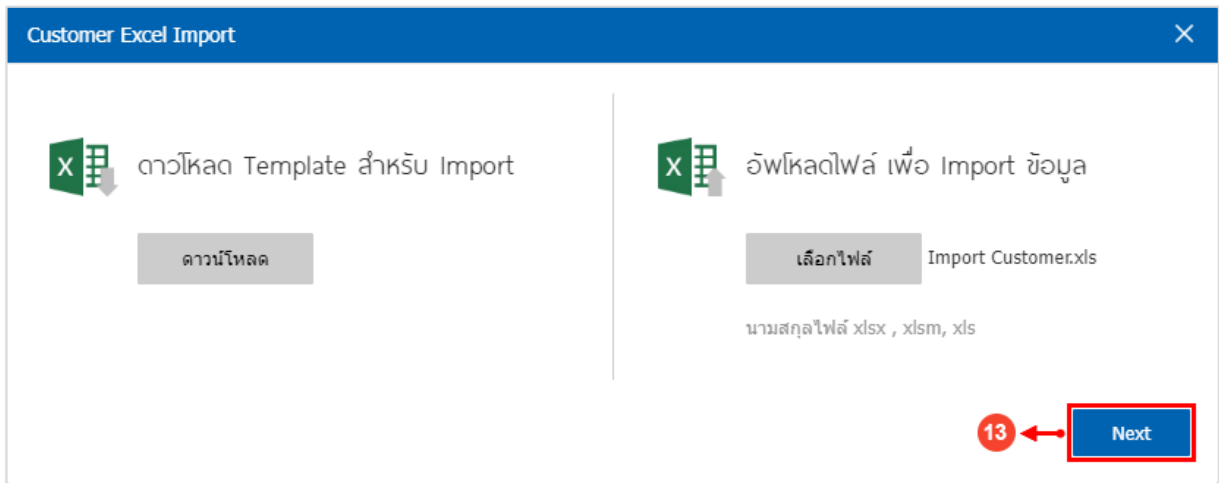 Customer Excel Import
ดาวโหลด Template สำหรับ Import
ดาวน์โหลด
อัพโหลดไฟล์ เพื่อ Import ข้อมูล
เลือกไฟล์ Import Customer.xls
นามสกุลไฟล์ xlsx , xlsm, xls
13 Next